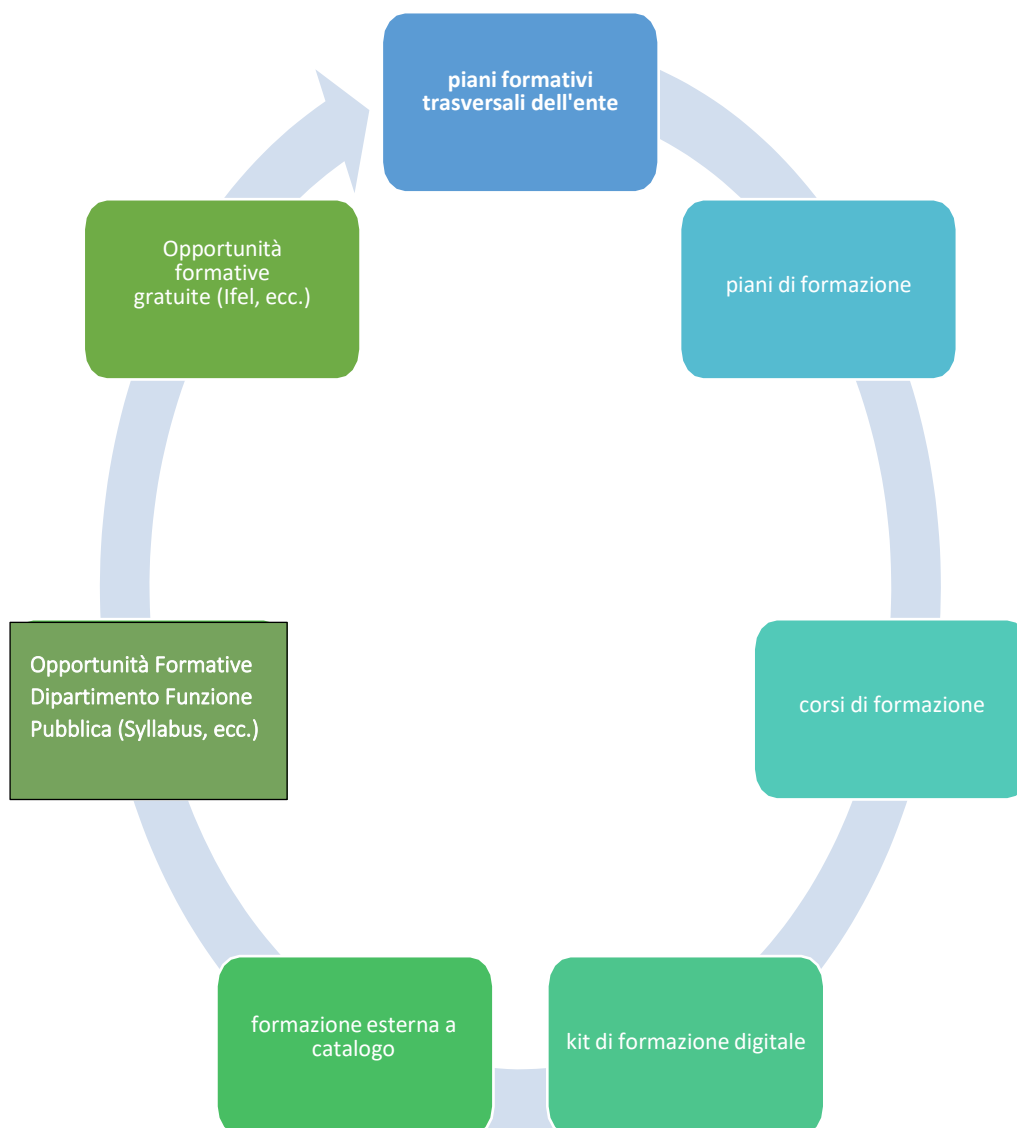 piani formativi
trasversali dell'ente
piani di formazione
corsi di formazione
kit di formazione digitale
formazione esterna a
catalogo
Opportunità Formative
Dipartimento Funzione
Pubblica (Syllabus, ecc.)
Opportunità
formative
gratuite (Ifel, ecc.)